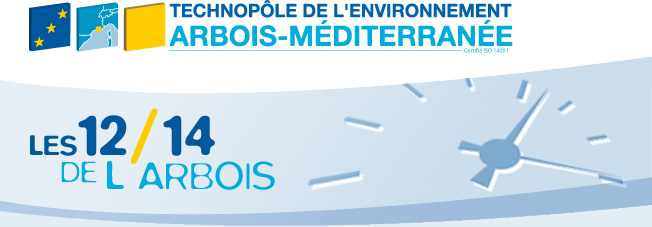 TECHNOPÔLE DE L'ENVIRONNEMENT
ARBOIS-MÉDITERRANÉE
Certifié ISO 14001
LES 12/14
DE L'ARBOIS